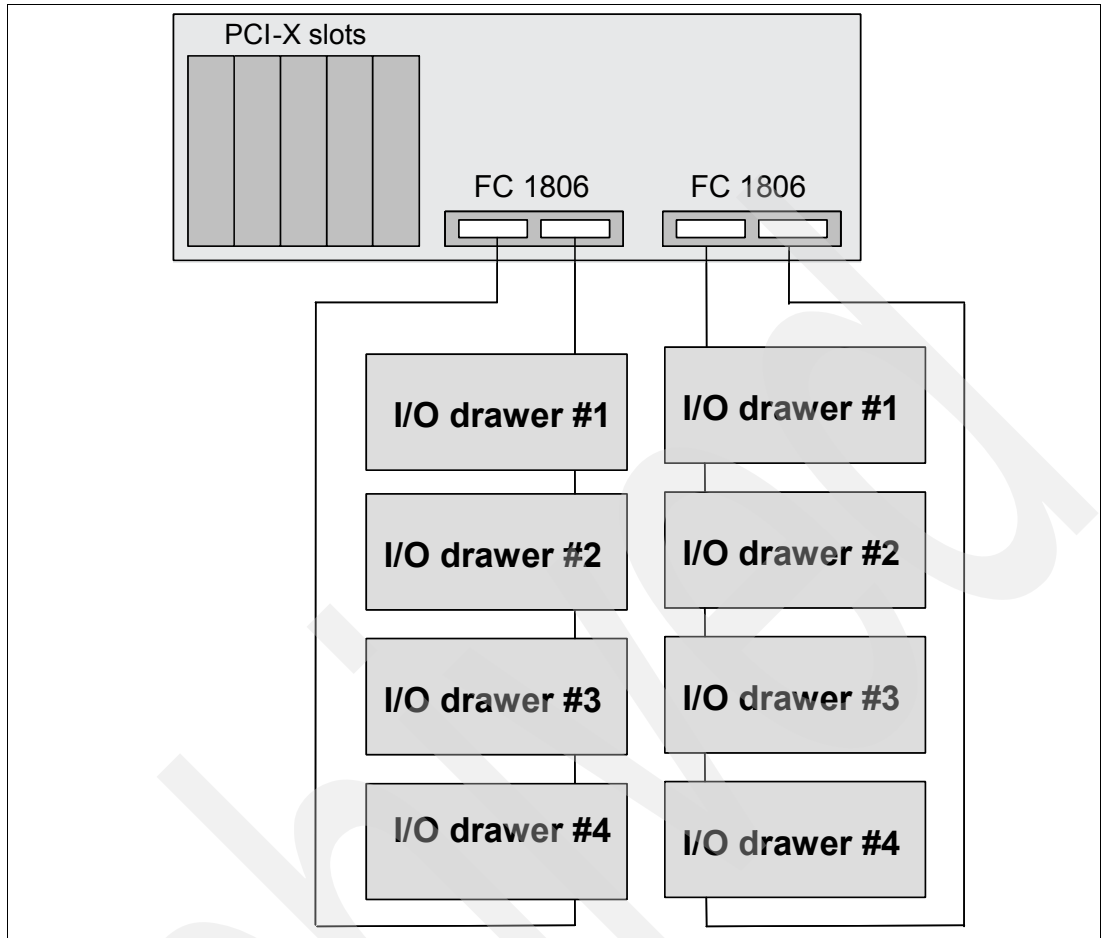 PCI-X slots
FC 1806
FC 1806
I/O drawer #1
I/O drawer #1
I/O drawer #2
I/O drawer #2
I/O drawer #3
I/O drawer #3
I/O drawer #4
I/O drawer #4